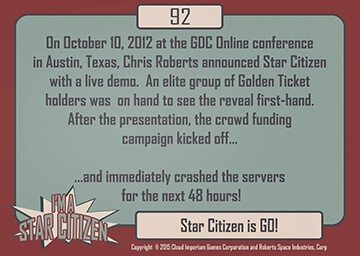 92
On October 10, 2012 at the GDC Online conference
in Austin, Texas, Chris Roberts announced Star Citizen
with a live demo. An elite group of Golden Ticket
holders was on hand to see the reveal first-hand.
After the presentation, the crowd funding
campaign kicked off...
...and immediately crashed the servers
for the next 48 hours!
I'M A
STAR CITIZEN
Star Citizen is GO!
Copyright © 2015 Cloud Imperium Games Corporation and Roberts Space Industries, Corp